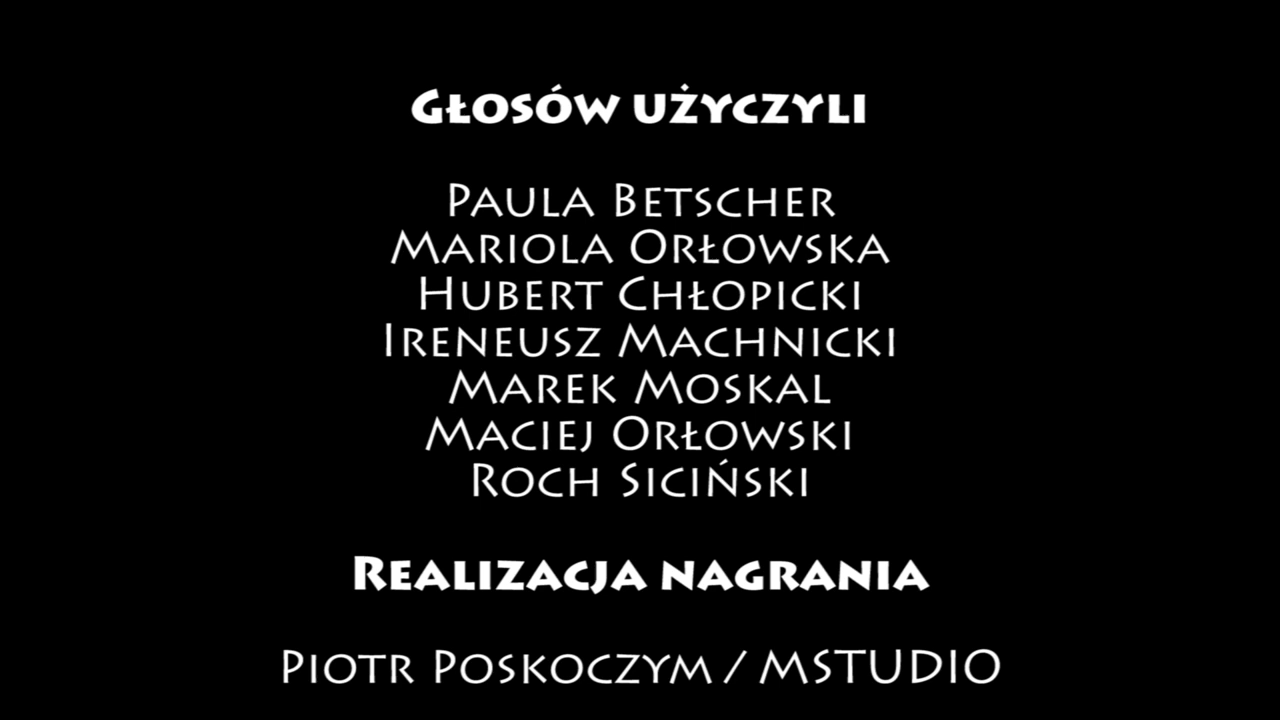 Głosów użyczyli
Paula Betscher
Mariola Orłowska
Hubert Chłopicki
Ireneusz Machnicki
Marek Moskal
Maciej Orłowski
Roch Siciński
Realizacja nagrania
Piotr Poskoczym / MSTUDIO